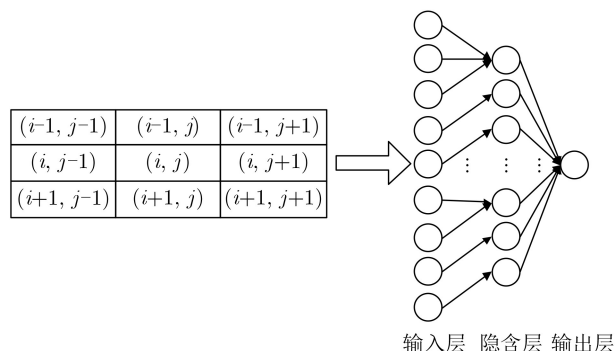 (i−1, j−1) (i−1, j) (i−1, j+1)
(i, j−1) (i, j) (i, j+1)
(i+1, j−1) (i+1, j) (i+1, j+1)
输入层 隐含层 输出层